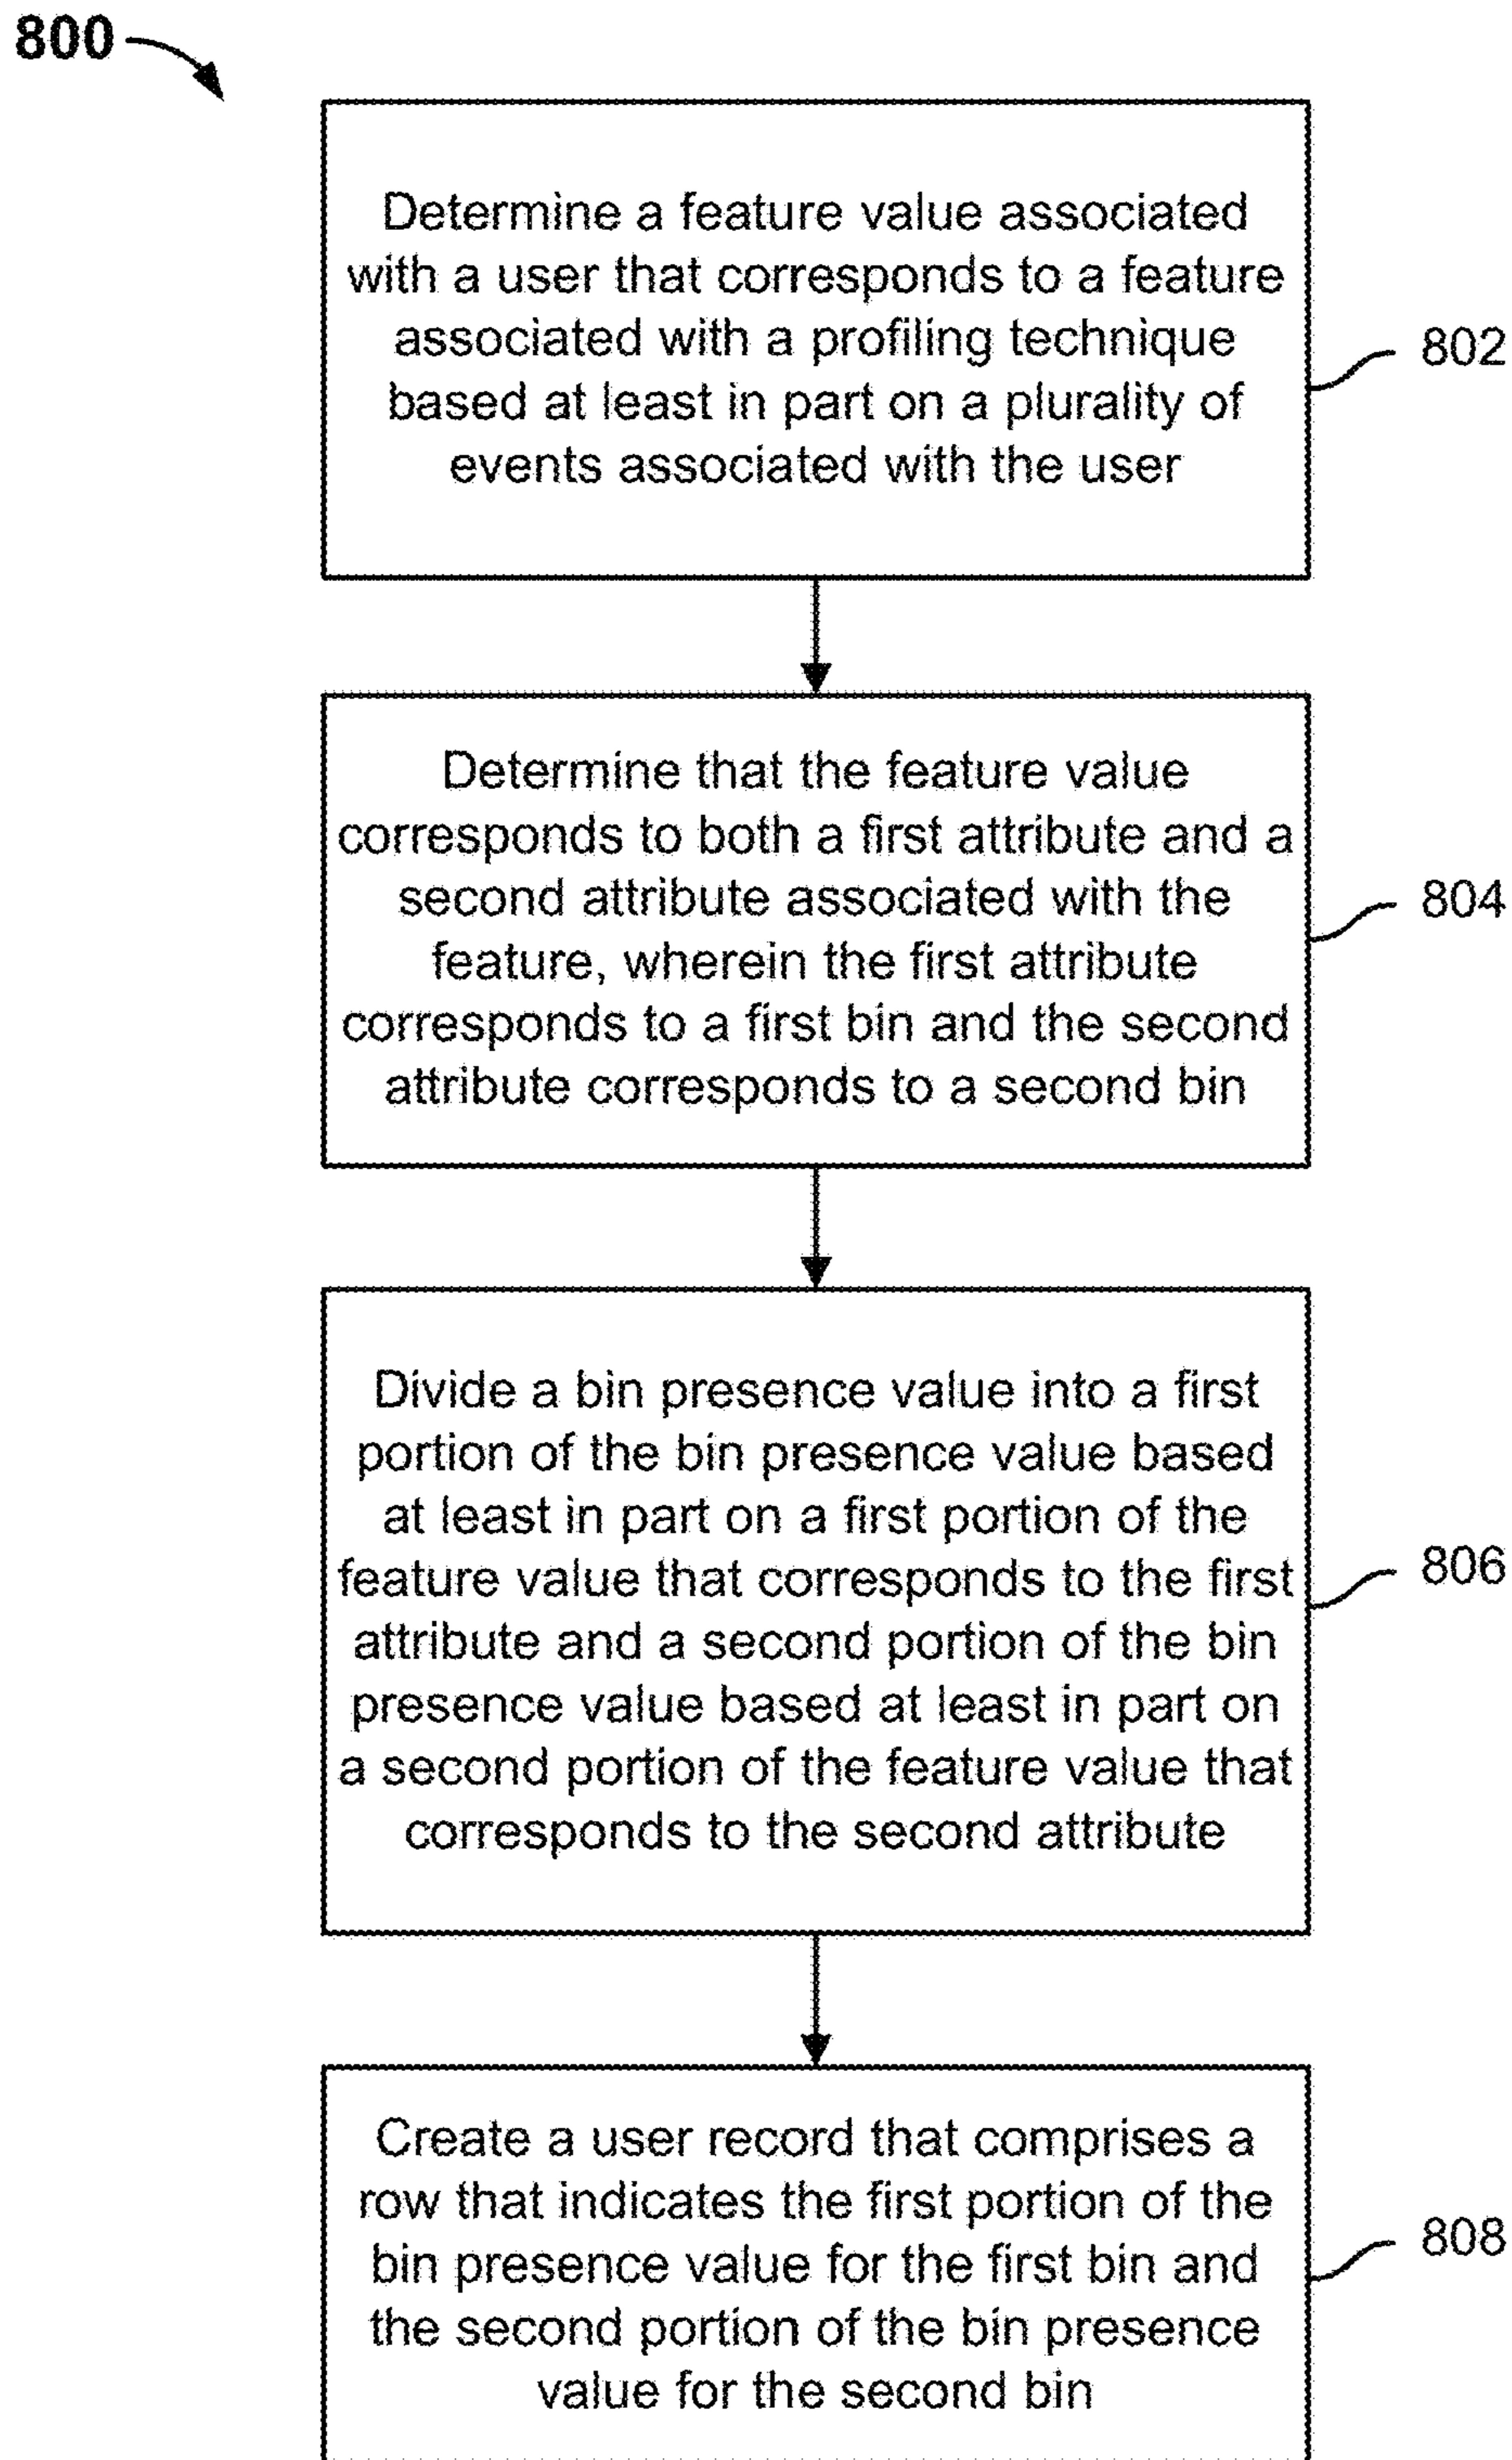 800
Determine a feature value associated
with a user that corresponds to a feature
associated with a profiling technique
based at least in part on a plurality of
events associated with the user
802
Determine that the feature value
corresponds to both a first attribute and a
second attribute associated with the
feature, wherein the first attribute
corresponds to a first bin and the second
attribute corresponds to a second bin
804
Divide a bin presence value into a first
portion of the bin presence value based
at least in part on a first portion of the
feature value that corresponds to the first
attribute and a second portion of the bin
presence value based at least in part on
a second portion of the feature value that
corresponds to the second attribute
806
Create a user record that comprises a
row that indicates the first portion of the
bin presence value for the first bin and
the second portion of the bin presence
value for the second bin
808